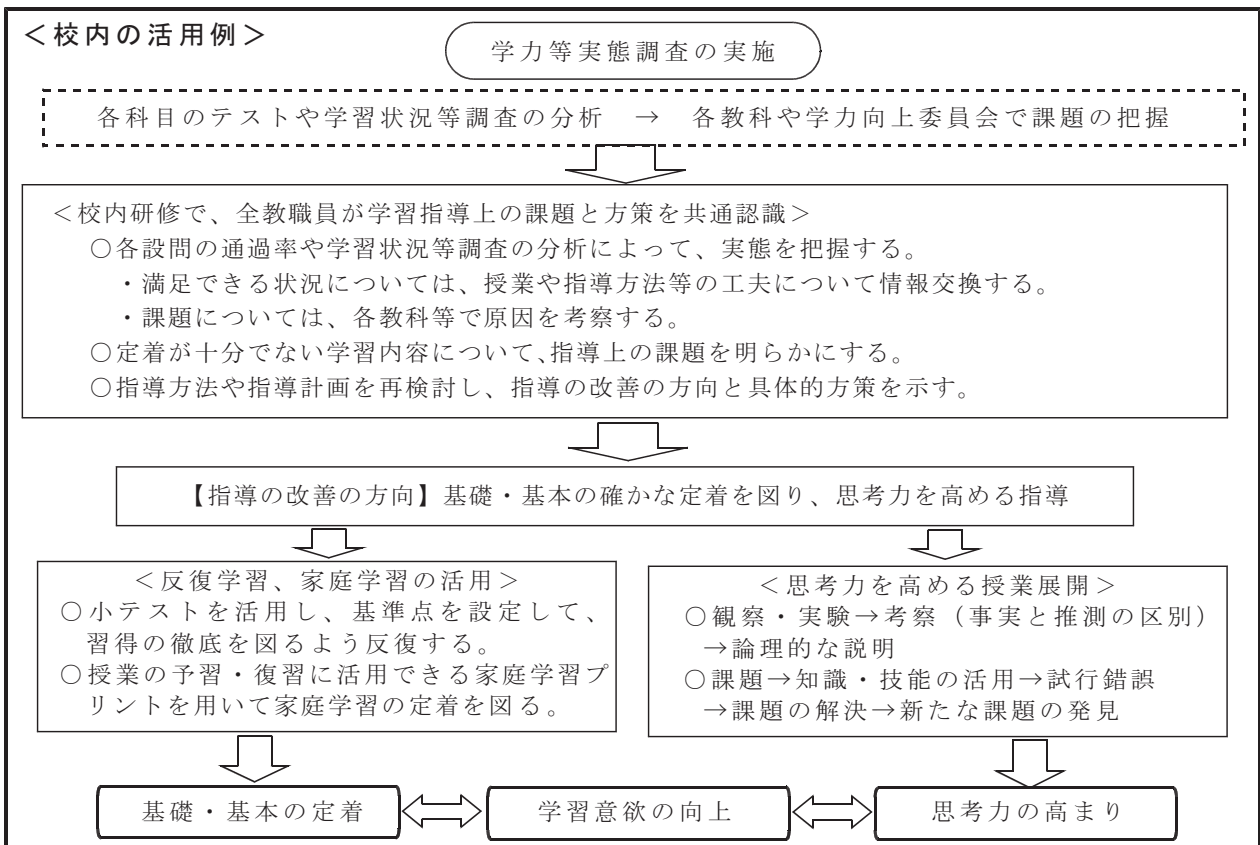 ＜校内の活用例＞
学力等実態調査の実施
各科目のテストや学習状況等調査の分析　→　各教科や学力向上委員会で課題の把握
＜校内研修で、全教職員が学習指導上の課題と方策を共通認識＞
○各設問の通過率や学習状況等調査の分析によって、実態を把握する。
・満足できる状況については、授業や指導方法等の工夫について情報交換する。
・課題については、各教科等で原因を考察する。
○定着が十分でない学習内容について、指導上の課題を明らかにする。
○指導方法や指導計画を再検討し、指導の改善の方向と具体的方策を示す。
【指導の改善の方向】基礎・基本の確かな定着を図り、思考力を高める指導
＜反復学習、家庭学習の活用＞
○小テストを活用し、基準点を設定して、
習得の徹底を図るよう反復する。
○授業の予習・復習に活用できる家庭学習プ
リントを用いて家庭学習の定着を図る。
＜思考力を高める授業展開＞
○観察・実験→考察（事実と推測の区別）
→論理的な説明
○課題→知識・技能の活用→試行錯誤
→課題の解決→新たな課題の発見
基礎・基本の定着
学習意欲の向上
思考力の高まり